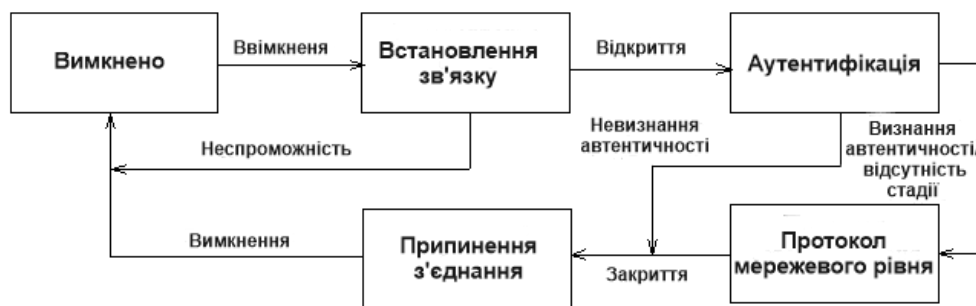 Вимкнено
Ввімкненя
Встановлення
зв'язку
Відкриття
Аутентифікація
Неспроможність
Невизнання
автентичності
Визнання
автентичності/
відсутність
стадії
Вимкнення
Припинення
з'єднання
Закриття
Протокол
мережевого рівня